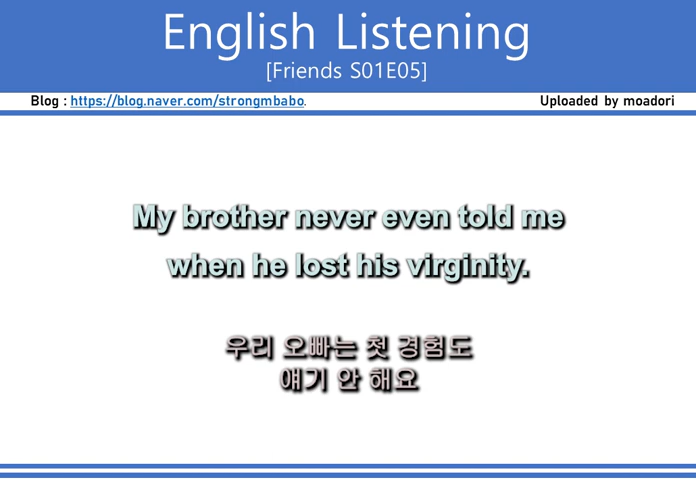 English Listening
[Friends S01E05]
Blog : https://blog.naver.com/strongmbabo. Uploaded by moadori
My brother never even told me
when he lost his virginity.
우리 오빠는 첫 경험도
얘기 안 해요